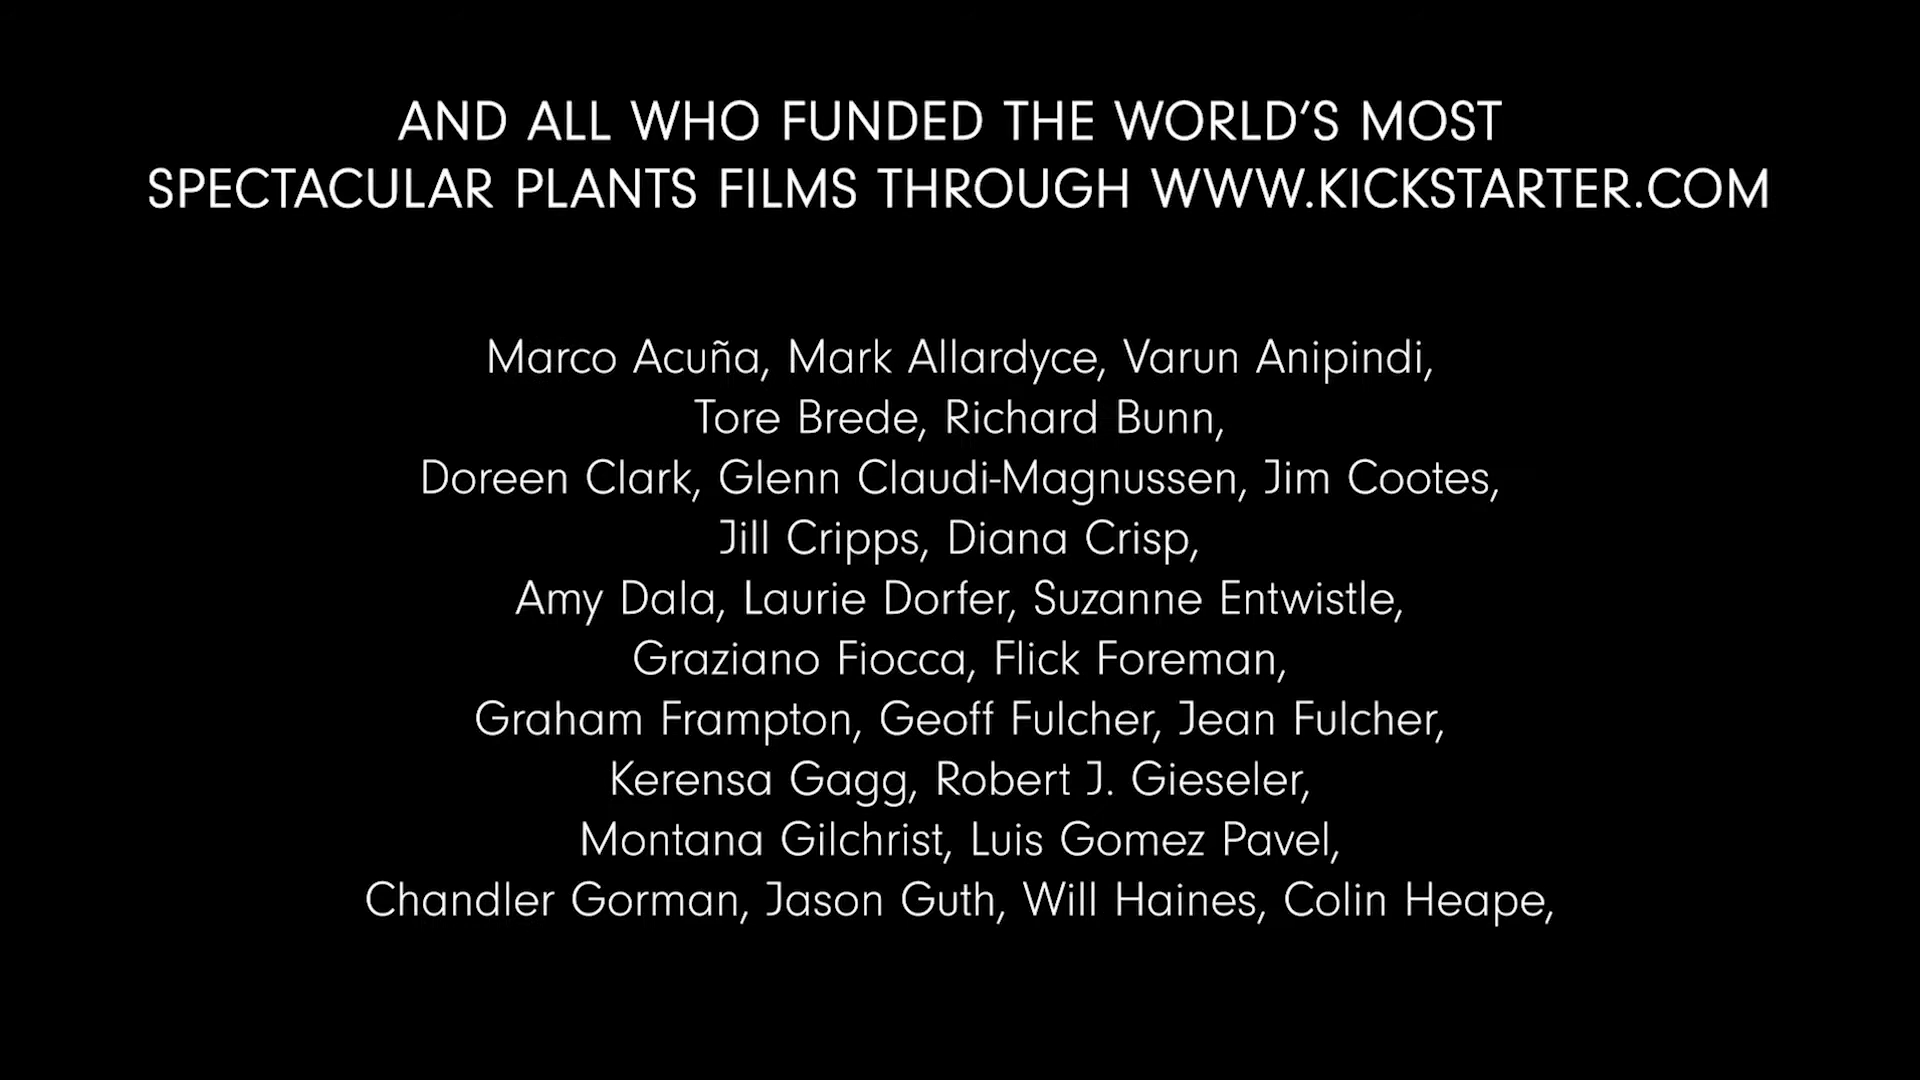 AND ALL WHO FUNDED THE WORLD'S MOST
SPECTACULAR PLANTS FILMS THROUGH WWW.KICKSTARTER.COM
Marco Acuña, Mark Allardyce, Varun Anipindi,
Tore Brede, Richard Bunn,
Doreen Clark, Glenn Claudi-Magnussen, Jim Cootes,
Jill Cripps, Diana Crisp,
Amy Dala, Laurie Dorfer, Suzanne Entwistle,
Graziano Fiocca, Flick Foreman,
Graham Frampton, Geoff Fulcher, Jean Fulcher,
Kerensa Gagg, Robert J. Gieseler,
Montana Gilchrist, Luis Gomez Pavel,
Chandler Gorman, Jason Guth, Will Haines, Colin Heape,